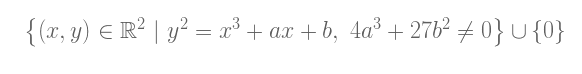 {(x, y) ∈ ℝ² | y² = x³ + ax + b, 4a³ + 27b² ≠ 0} ∪ {0}